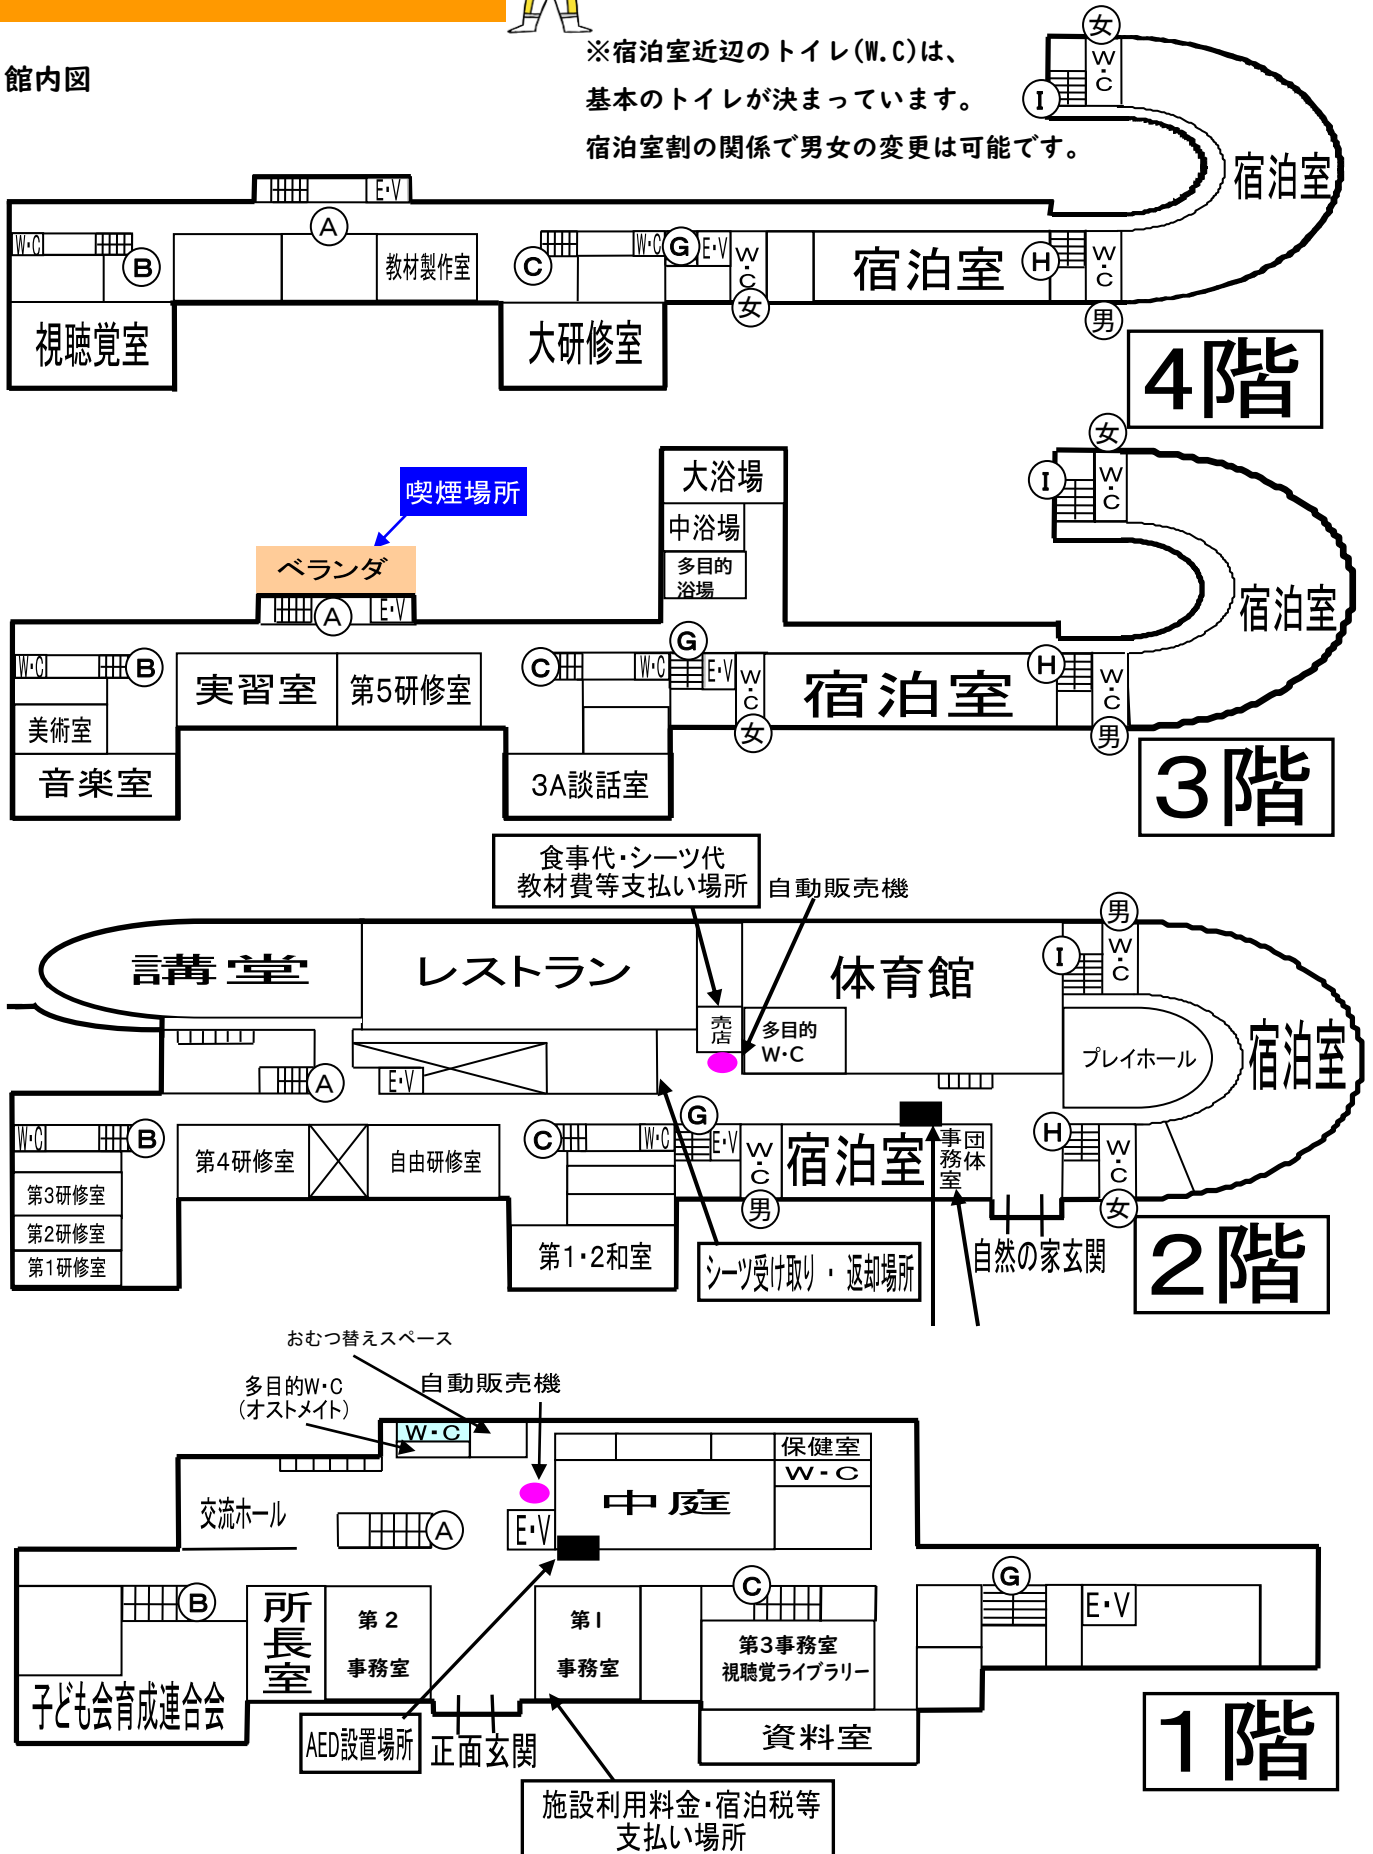 ※宿泊室近辺のトイレ(W.C)は、
館内図
基本のトイレが決まっています。
宿泊室割の関係で男女の変更は可能です。
女
W・C
I
宿泊室
E・V
A
W・C
B
教材製作室
C
W・C
G
E・V
W・C
女
宿泊室
H
W・C
男
視聴覚室
大研修室
4階
女
I
W・C
大浴場
中浴場
多目的
浴場
喫煙場所
ベランダ
A
E・V
宿泊室
W・C
B
実習室
第5研修室
C
W・C
G
E・V
W・C
女
宿泊室
H
W・C
男
美術室
音楽室
3A談話室
3階
食事代・シーツ代
教材費等支払い場所
自動販売機
男
I
W・C
講堂
レストラン
体育館
売店
多目的
W・C
プレイホール
宿泊室
A
E・V
W・C
B
第4研修室
自由研修室
C
W・C
G
E・V
W・C
男
宿泊室
団体
事務室
H
W・C
女
第3研修室
第2研修室
第1研修室
第1・2和室
シーツ受け取り・返却場所
自然の家玄関
2階
おむつ替えスペース
多目的W・C
(オストメイト)
自動販売機
W・C
保健室
W・C
交流ホール
A
E・V
中庭
B
所長室
第2
事務室
第1
事務室
C
第3事務室
視聴覚ライブラリー
G
E・V
子ども会育成連合会
AED設置場所
正面玄関
資料室
1階
施設利用料金・宿泊税等
支払い場所